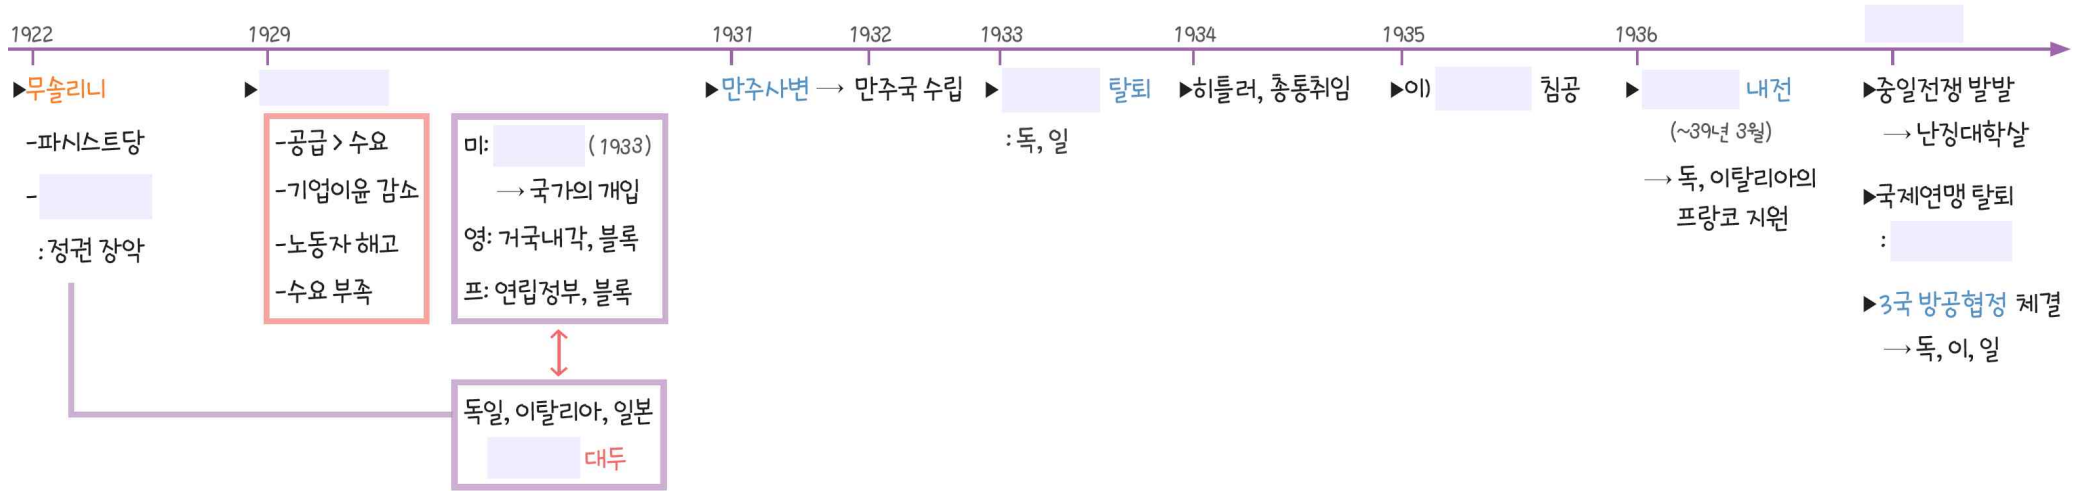 1922
▶무솔리니
-파시스트당
-
:정권 장악
1929
▶
-공급 > 수요
-기업이윤 감소
-노동자 해고
-수요 부족
미: (1933)
→ 국가의 개입
영: 거국내각, 블록
프: 연립정부, 블록
독일, 이탈리아, 일본
대두
1931
▶만주사변 →
1932
만주국 수립
1933
▶ 탈퇴
: 독, 일
1934
▶히틀러, 총통취임
1935
▶이) 침공
1936
▶ 내전
(~39년 3월)
→ 독, 이탈리아의
프랑코 지원
▶중일전쟁 발발
→ 난징대학살
▶국제연맹 탈퇴
:
▶3국 방공협정 체결
→ 독, 이, 일